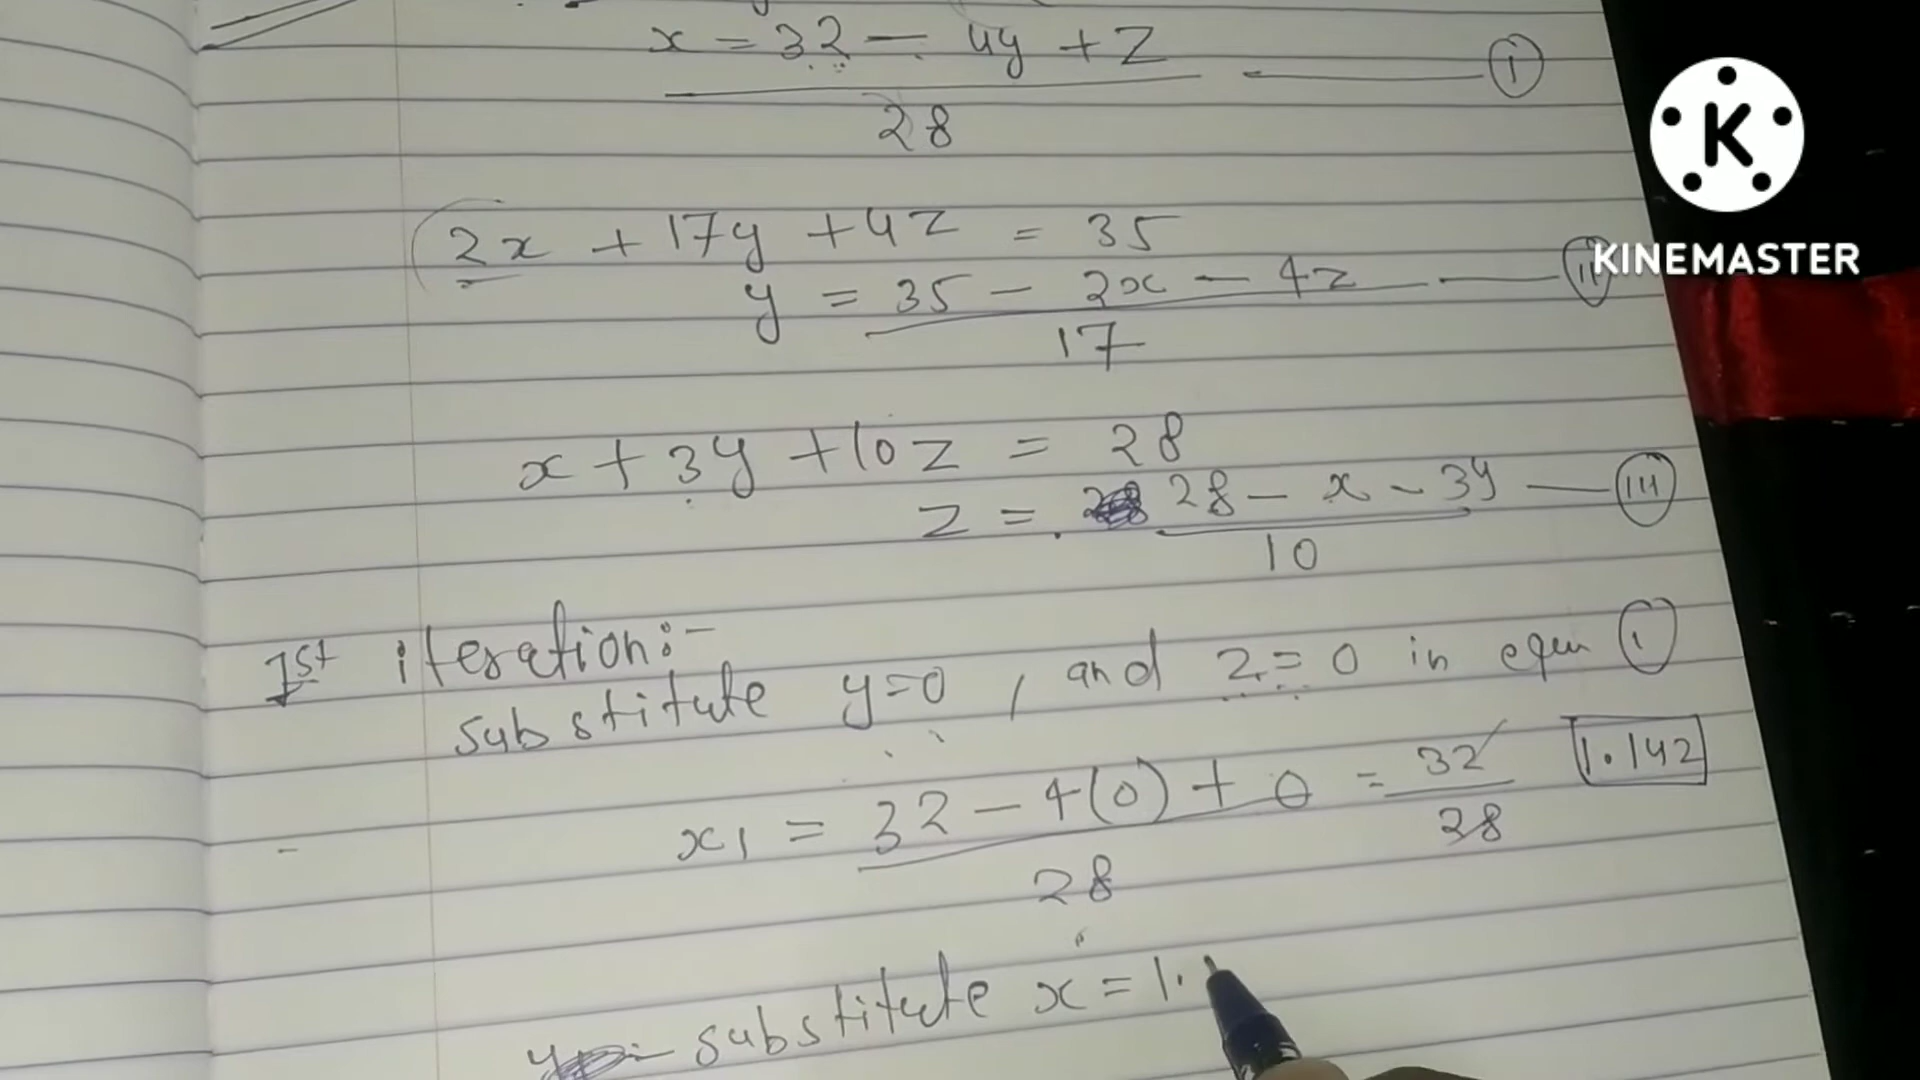 x = 32 - 4y + z
28
(i)
2x + 17y + 4z = 35
y = 35 - 2x - 4z
17
(ii)
x + 3y + 10z = 28
z = 28 - x - 3y
10
(iii)
1st iteration:-
substitute y=0, and z=0 in eqn (i)
x1 = 32 - 4(0) + 0 = 32 1.142
28 28
substitute x = 1.
K
KINEMASTER